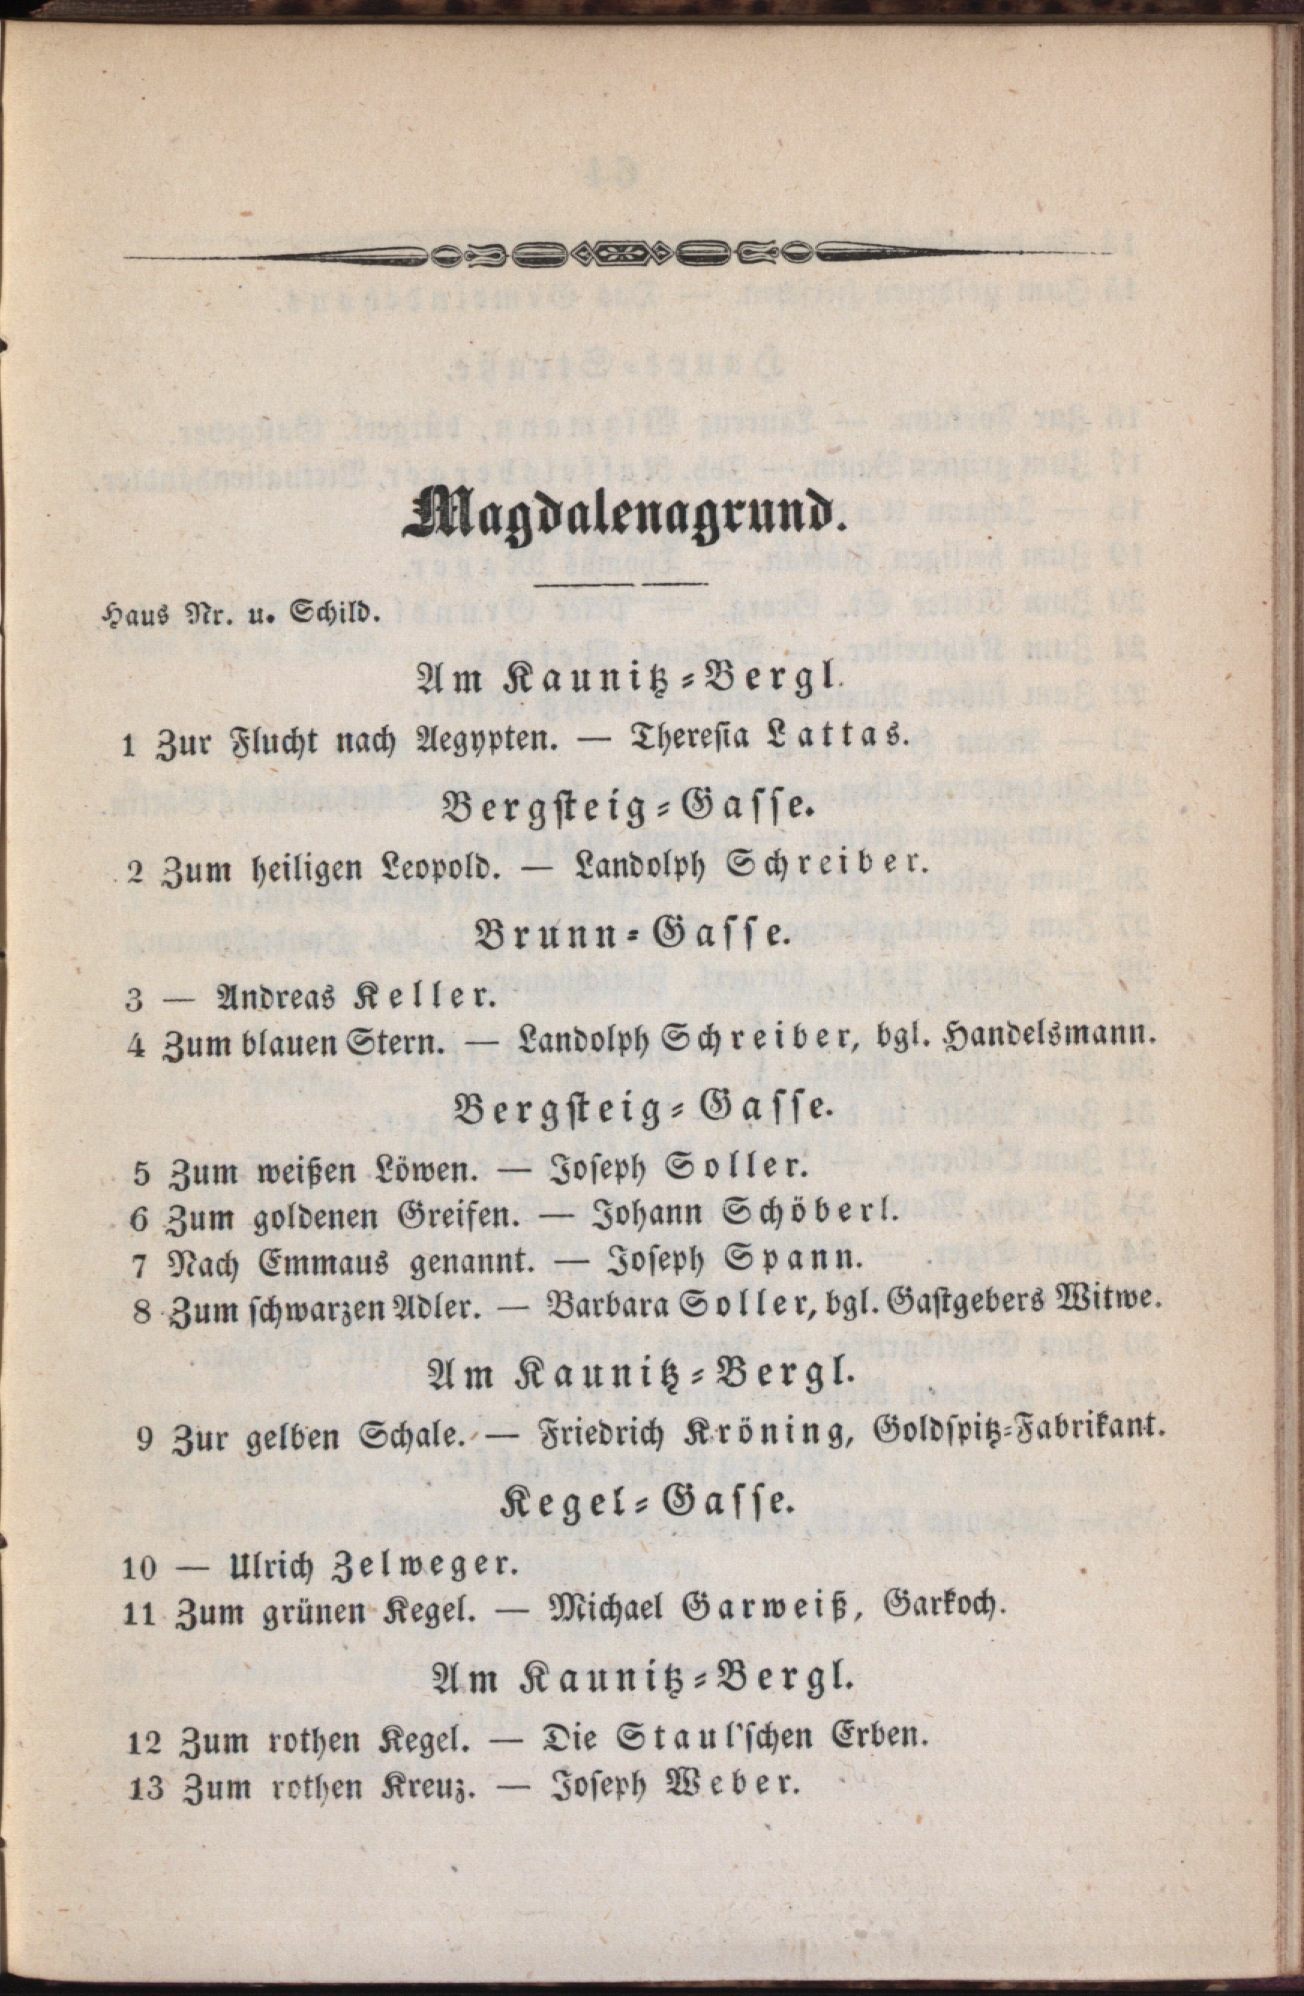 Magdalenagrund.
Haus Nr. u. Schild.
Am Kaunitz-Bergl.
1 Zur Flucht nach Aegypten. — Theresia Lattas.
Bergsteig-Gasse.
2 Zum heiligen Leopold. — Landolph Schreiber.
Brunn-Gasse.
3 — Andreas Keller.
4 Zum blauen Stern. — Landolph Schreiber, bgl. Handelsmann.
Bergsteig-Gasse.
5 Zum weißen Löwen. — Joseph Soller.
6 Zum goldenen Greifen. — Johann Schöberl.
7 Nach Emmaus genannt. — Joseph Spann.
8 Zum schwarzen Adler. — Barbara Soller, bgl. Gastgebers Witwe.
Am Kaunitz-Bergl.
9 Zur gelben Schale. — Friedrich Kröning, Goldspitz-Fabrikant.
Kegel-Gasse.
10 — Ulrich Zelweger.
11 Zum grünen Kegel. — Michael Garweiß, Garkoch.
Am Kaunitz-Bergl.
12 Zum rothen Kegel. — Die Staul'schen Erben.
13 Zum rothen Kreuz. — Joseph Weber.